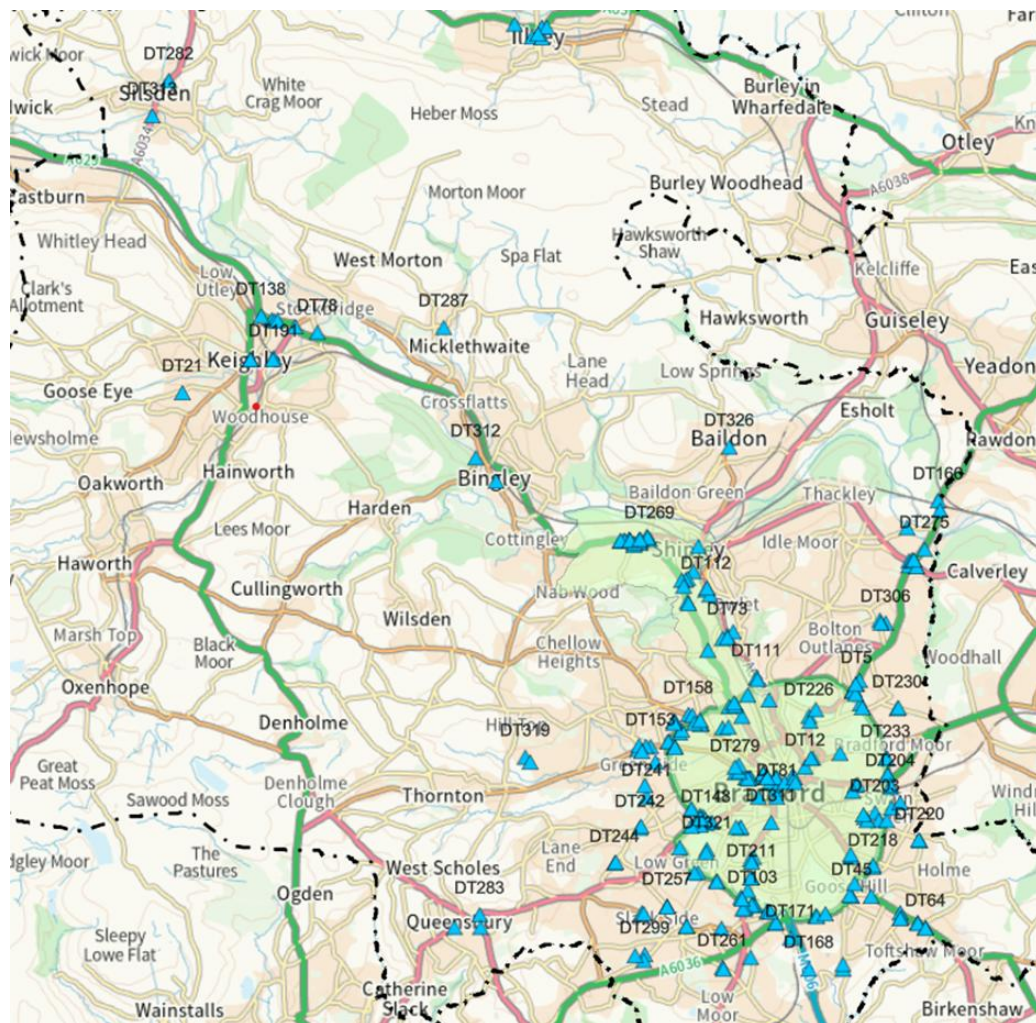 Clifton
Far
DT282
wick Moor
White
Crag Moor
Silsden
Ilkley
Burley in
Wharfedale
Stead
lwick
Heber Moss
A6034
A629
Otley
A6038
Burley Woodhead
Morton Moor
astburn
Whitley Head
Hawksworth
Shaw
Spa Flat
West Morton
Low
Utley
Kelcliffe
Clark's
Allotment
DT138
DT78
Stockbridge
DT287
DT191
Hawksworth
Guiseley
Keighley
Micklethwaite
DT21
Lane
Head
Low Springs
Yeadon
Goose Eye
Crossflatts
Woodhouse
Esholt
DT326
Baildon
Rawdon
lewsholme
DT312
Hainworth
Oakworth
Bingley
Baildon Green
Thackley
DT166
Harden
DT269
DT275
Lees Moor
Cottingley
Shipley
Idle Moor
Haworth
DT112
Calverley
Cullingworth
Nab Wood
DT306
Wilsden
DT73
Marsh Top
Black
Moor
Chellow
Heights
DT111
Bolton
Outlanes
DT5
Woodhall
Oxenhope
DT158
DT226
DT230
Denholme
DT153
DT319
DT279
DT12
DT233
Bradford Moor
Great
Peat Moss
DT241
DT81
DT204
Denholme
Clough
Thornton
DT311
Bradford
DT203
Sawood Moss
DT242
DT148
DT220
DT321
DT244
DT218
dgley Moor
The
Pastures
Lane
End
Low Green
DT211
Holme
West Scholes
DT257
DT103
DT45
DT283
Ogden
Queensbury
DT64
DT171
DT299
DT261
DT168
Sleepy
Lowe Flat
Toftshaw Moor
A6036
Catherine
Slack
Low
Moor
Wainstalls
Birkenshaw